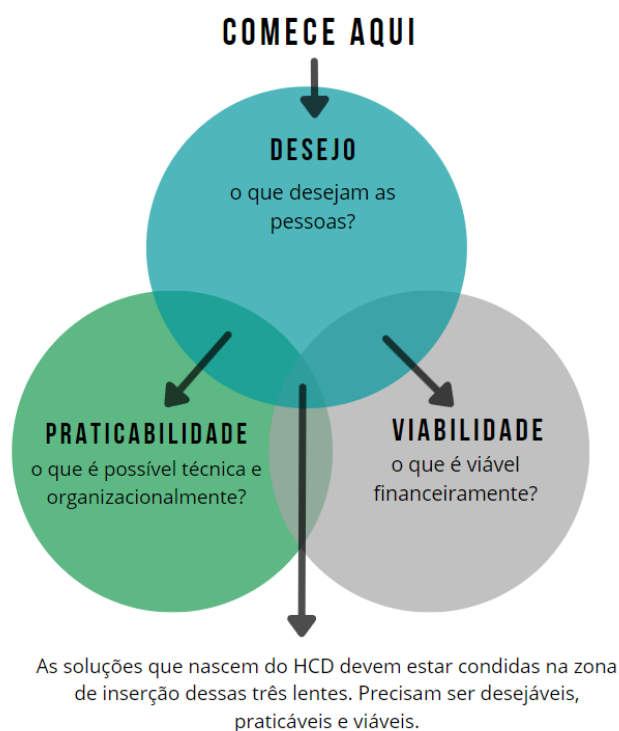 COMECE AQUI
DESEJO
o que desejam as
pessoas?
PRATICABILIDADE
o que é possível técnica e
organizacionalmente?
VIABILIDADE
o que é viável
financeiramente?
As soluções que nascem do HCD devem estar condidas na zona
de inserção dessas três lentes. Precisam ser desejáveis,
praticáveis e viáveis.